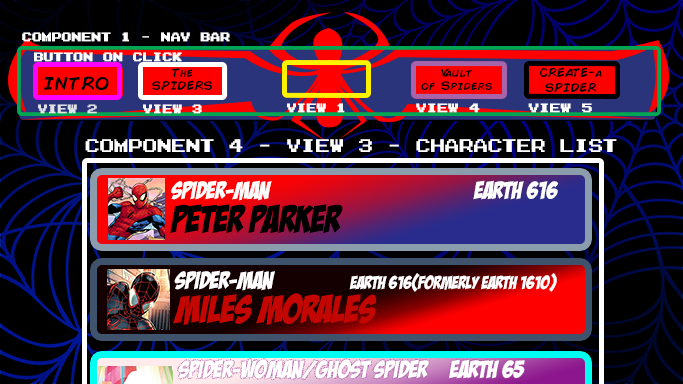 COMPONENT 1 - NAV BAR
BUTTON ON CLICK
INTRO
THE
SPIDERS
VAULT
OF SPIDERS
CREATE-A
SPIDER
VIEW 2
VIEW 3
VIEW 1
VIEW 4
VIEW 5
COMPONENT 4 - VIEW 3 - CHARACTER LIST
SPIDER-MAN
EARTH 616
PETER PARKER
SPIDER-MAN
EARTH 616(FORMERLY EARTH 1610)
MILES MORALES
SPIDER-WOMAN/GHOST SPIDER
EARTH 65